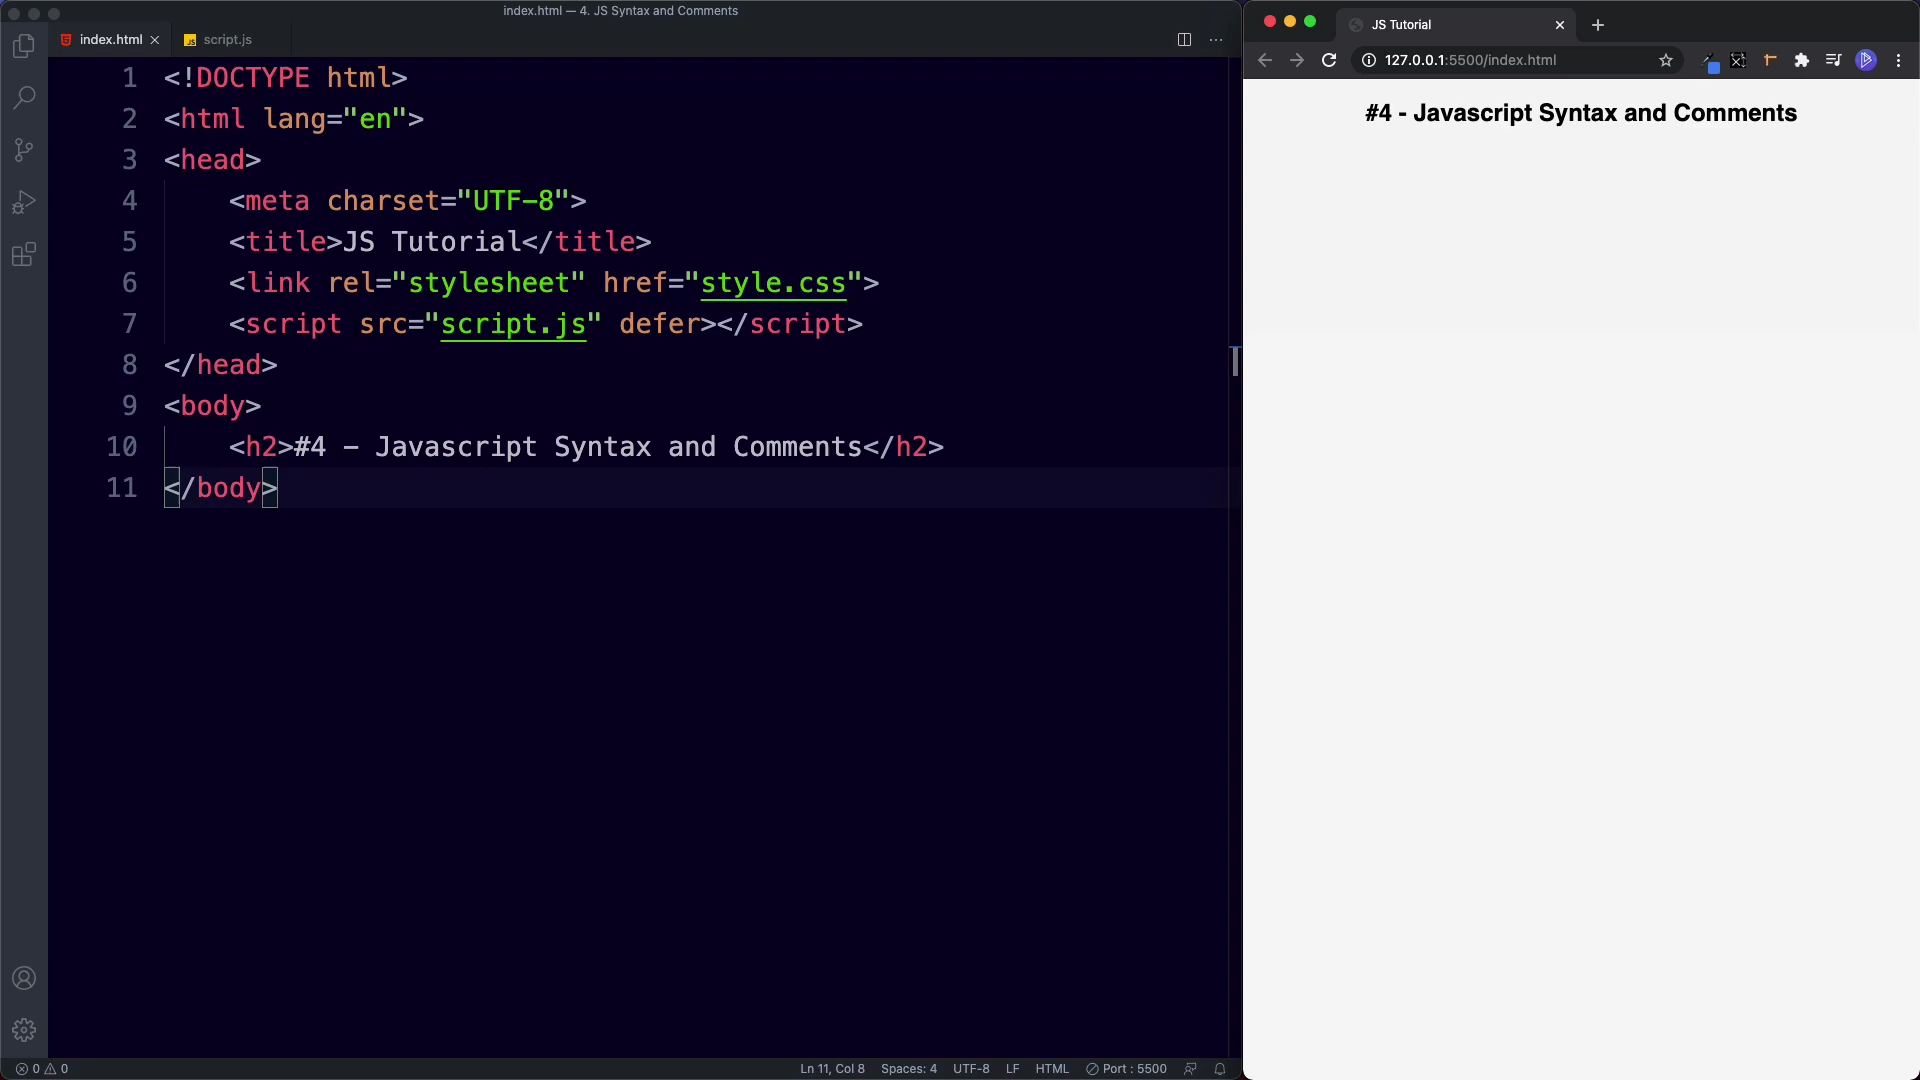 index.html — 4. JS Syntax and Comments
index.html
script.js
1 <!DOCTYPE html>
2 <html lang="en">
3 <head>
4     <meta charset="UTF-8">
5     <title>JS Tutorial</title>
6     <link rel="stylesheet" href="style.css">
7     <script src="script.js" defer></script>
8 </head>
9 <body>
10     <h2>#4 - Javascript Syntax and Comments</h2>
11 </body>
0 0
Ln 11, Col 8 Spaces: 4 UTF-8 LF HTML Port : 5500
JS Tutorial
127.0.0.1:5500/index.html
#4 - Javascript Syntax and Comments